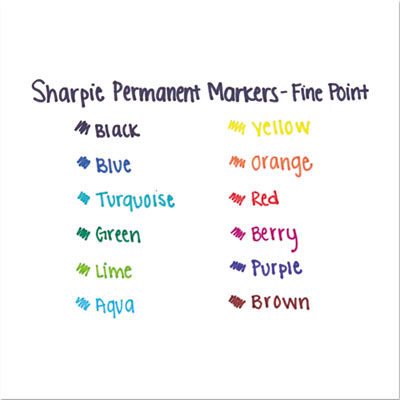 Sharpie Permanent Markers - Fine Point
Black
Blue
Turquoise
Green
Lime
Aqua
Yellow
Orange
Red
Berry
Purple
Brown